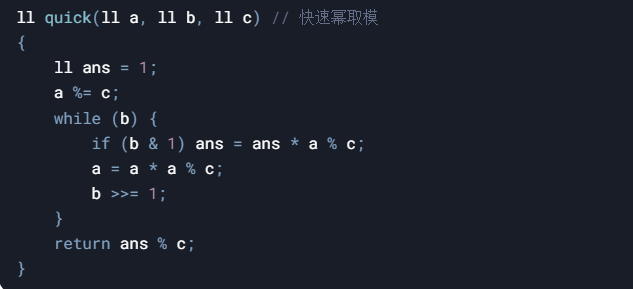 ll quick(ll a, ll b, ll c) // 快速幂取模
{
    ll ans = 1;
    a %= c;
    while (b) {
        if (b & 1) ans = ans * a % c;
        a = a * a % c;
        b >>= 1;
    }
    return ans % c;
}